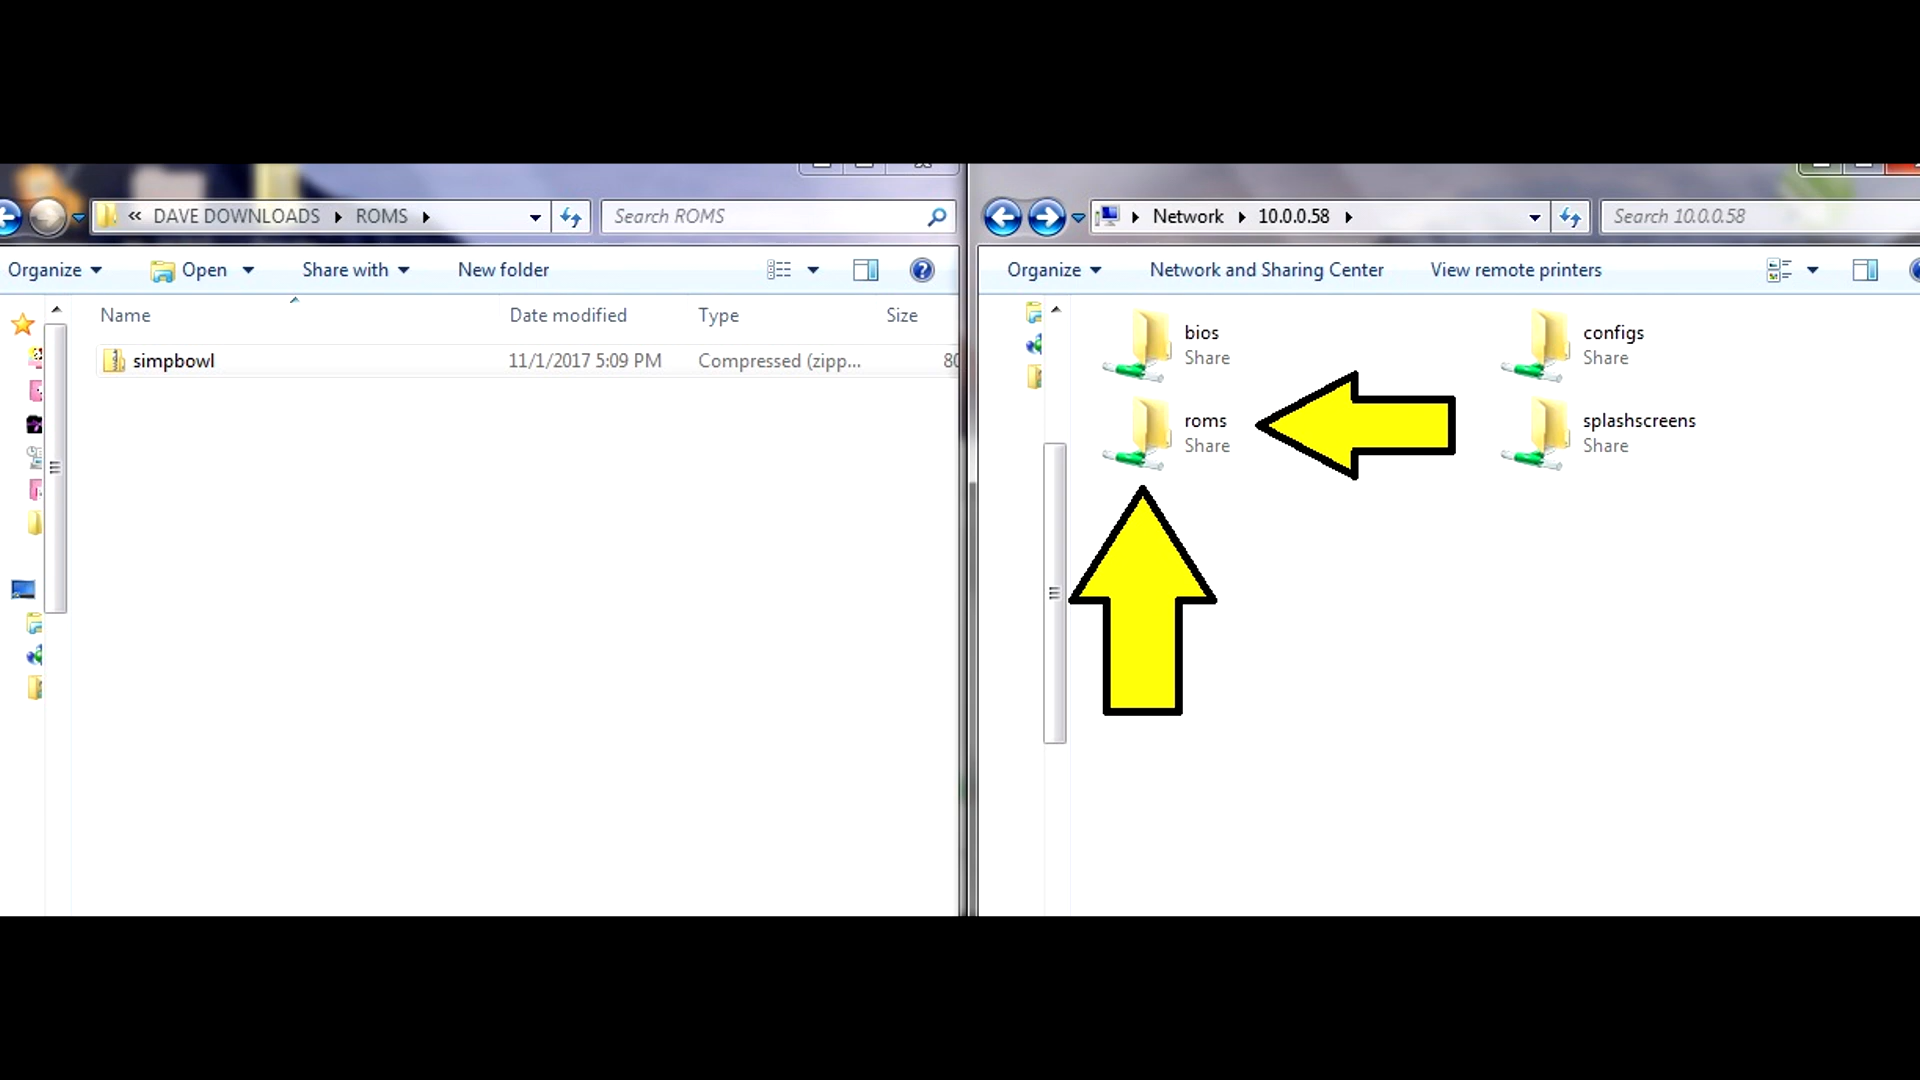 « DAVE DOWNLOADS ROMS
Search ROMS
Organize Open Share with New folder
Name Date modified Type Size
simpbowl 11/1/2017 5:09 PM Compressed (zipp...
Network 10.0.0.58
Search 10.0.0.58
Organize Network and Sharing Center View remote printers
bios
Share
configs
Share
roms
Share
splashscreens
Share